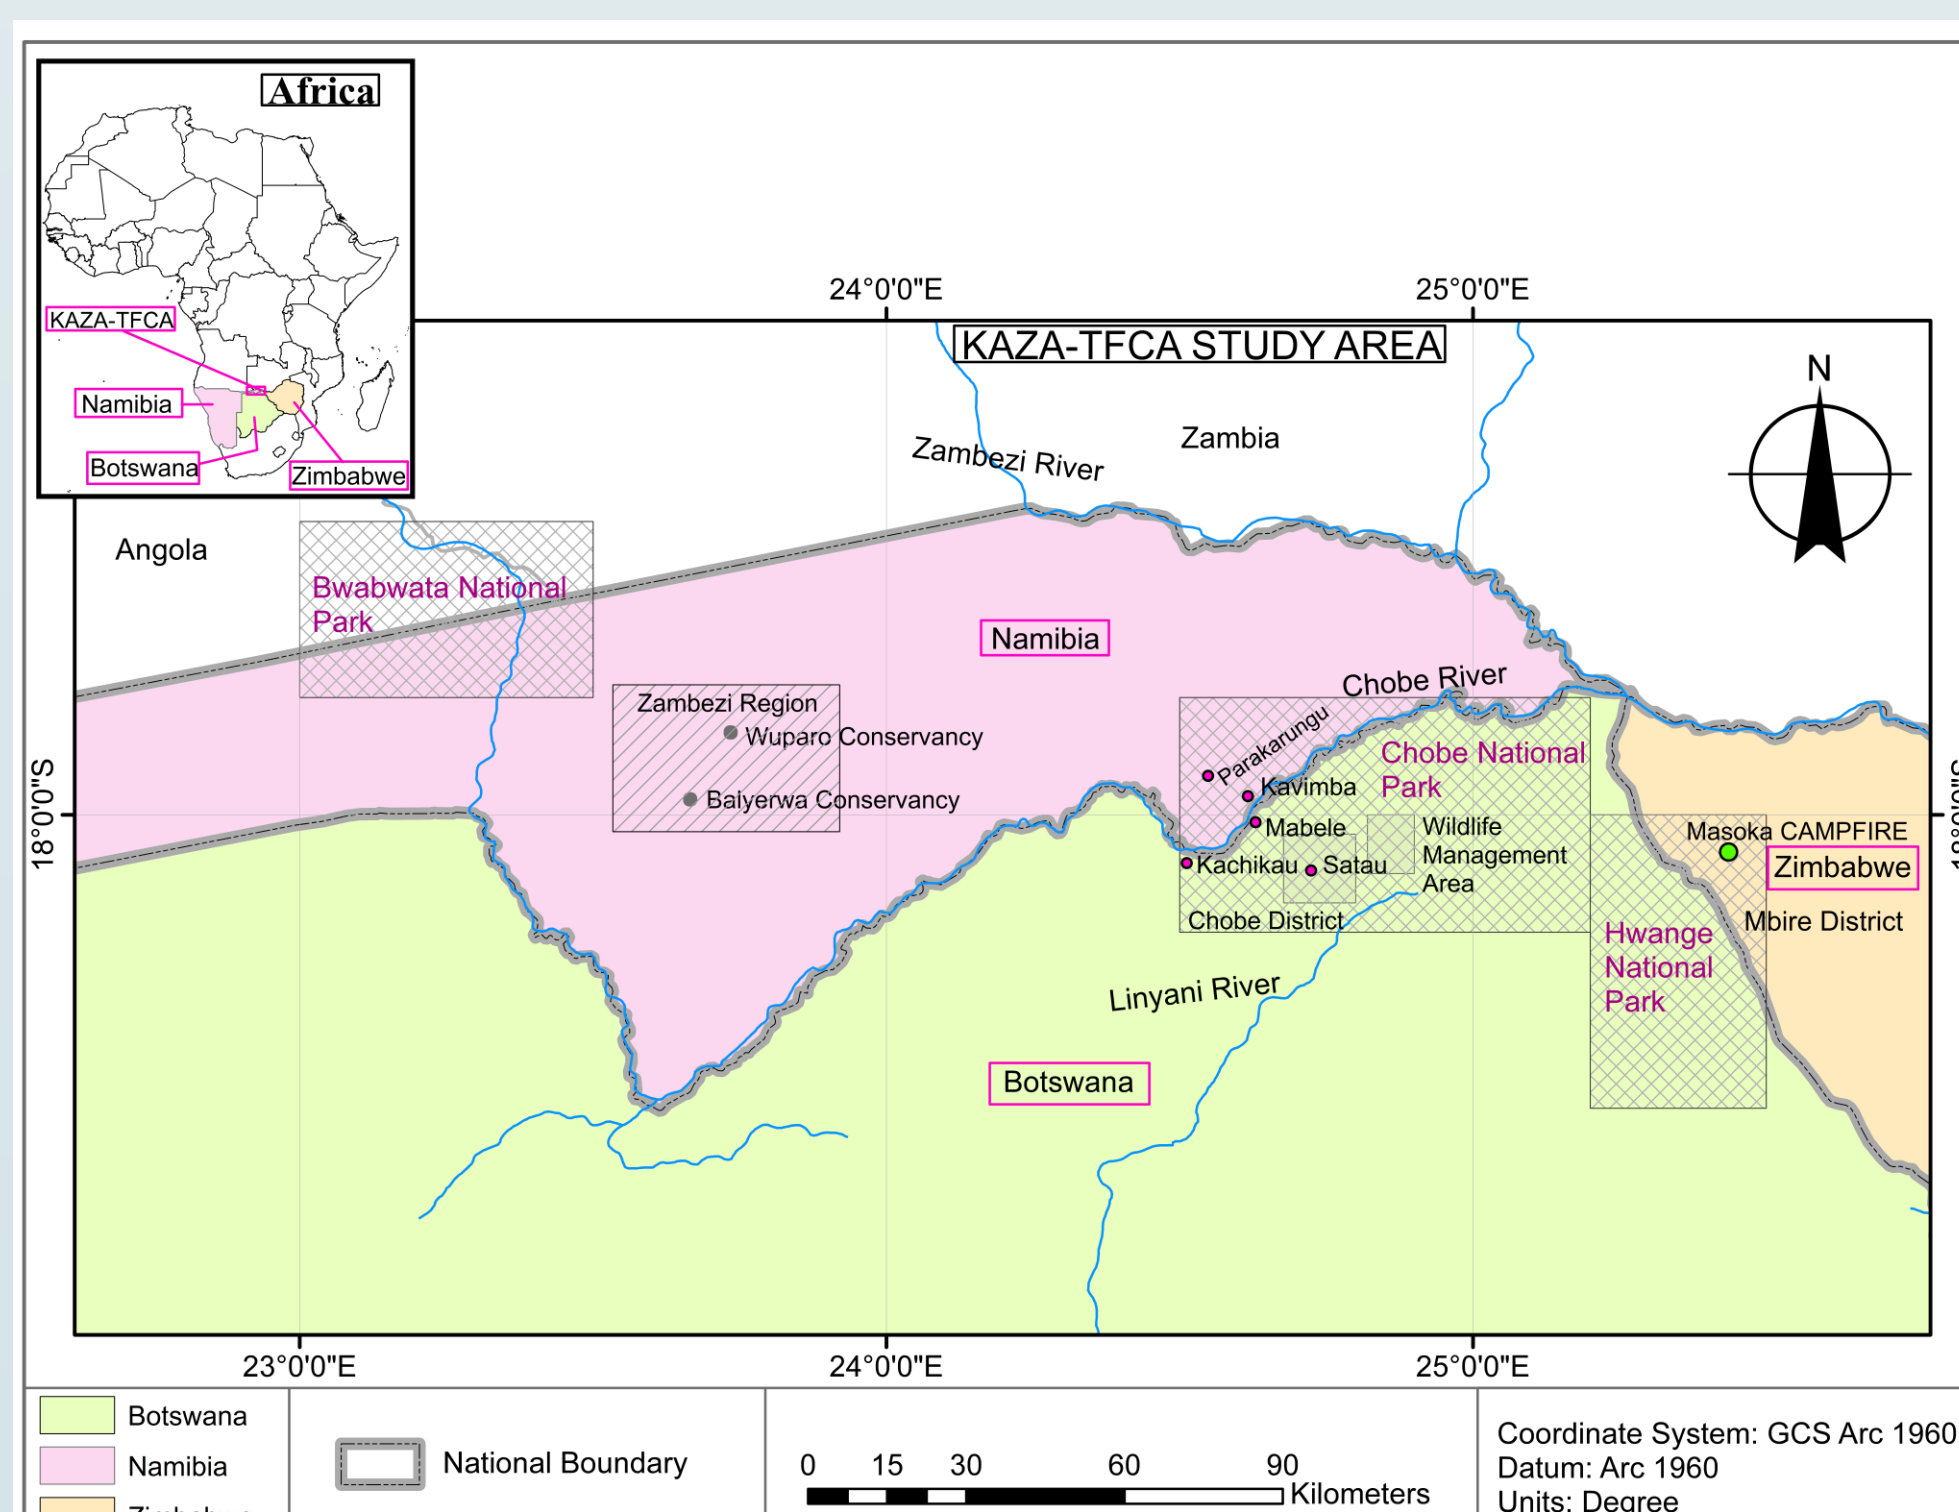 Africa
KAZA-TFCA
Namibia
Botswana
Zimbabwe
24°0'0"E
25°0'0"E
KAZA-TFCA STUDY AREA
N
Zambia
Zambezi River
Angola
Bwabwata National
Park
Namibia
Chobe River
Zambezi Region
Wuparo Conservancy
Baiyerwa Conservancy
Parakarungu
Kavimba
Chobe National
Park
Mabele
Kachikau
Satau
Wildlife
Management
Area
Chobe District
Masoka CAMPFIRE
Zimbabwe
Mbire District
Hwange
National
Park
Linyani River
Botswana
18°0'0"S
23°0'0"E
24°0'0"E
25°0'0"E
Botswana
Namibia
National Boundary
0 15 30 60 90
Kilometers
Coordinate System: GCS Arc 1960
Datum: Arc 1960
Units: Degree